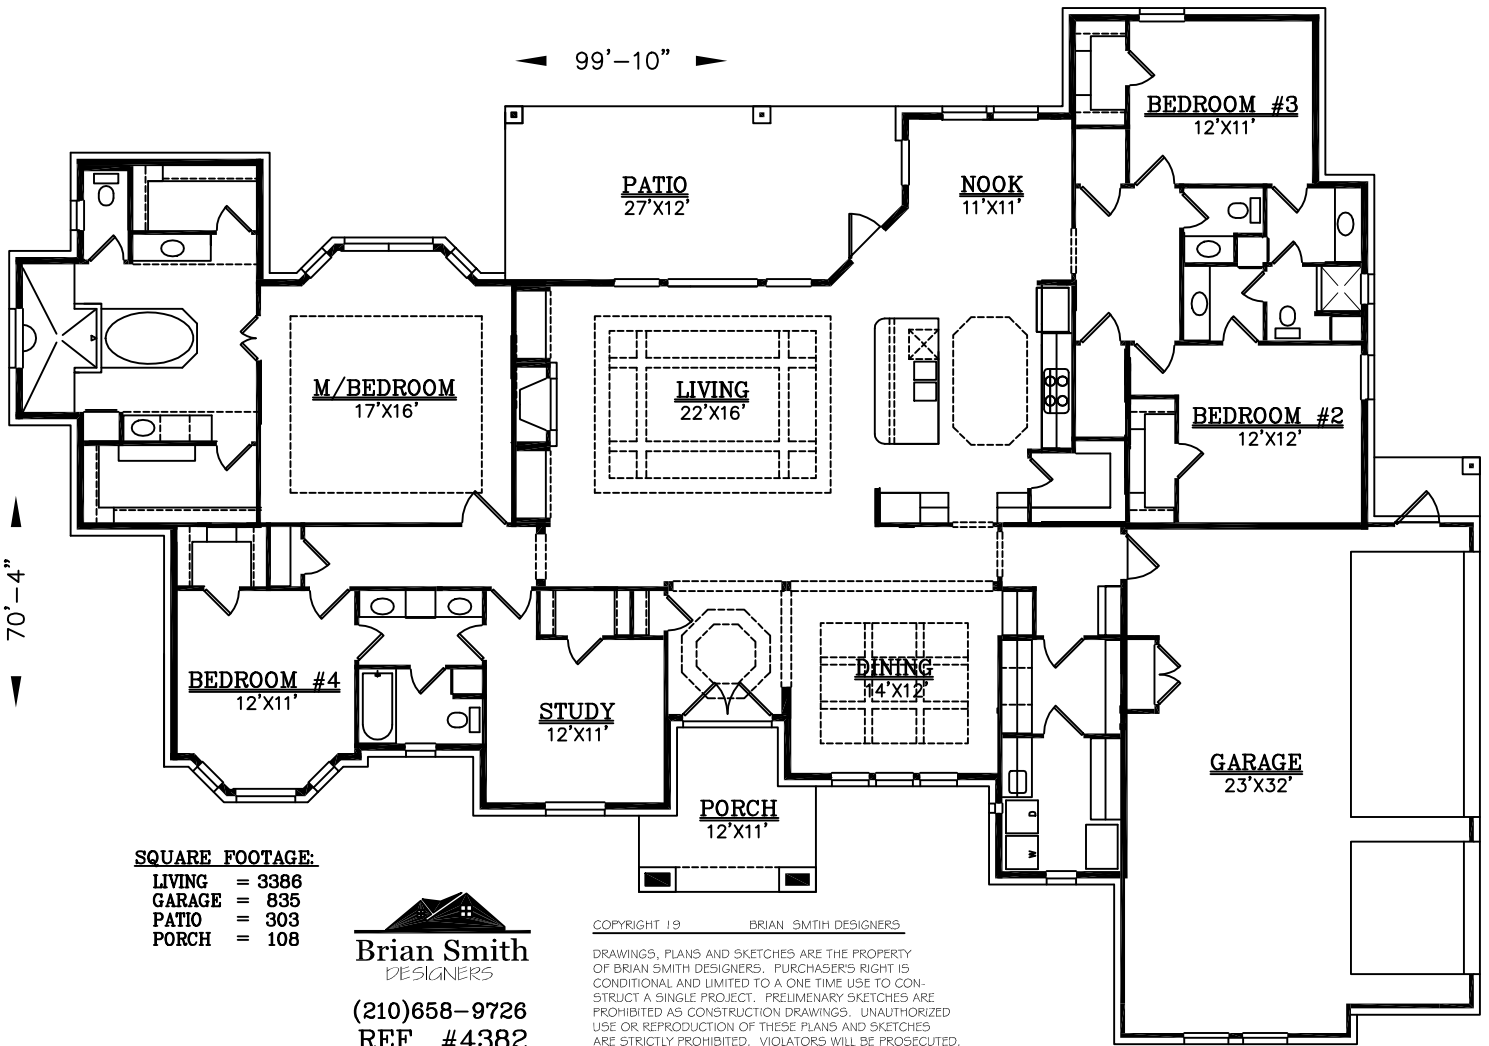 99'-10"
BEDROOM #3
12'X11'
PATIO
27'X12'
NOOK
11'X11'
M/BEDROOM
17'X16'
LIVING
22'X16'
BEDROOM #2
12'X12'
70'-4"
BEDROOM #4
12'X11'
STUDY
12'X11'
DINING
14'X12'
GARAGE
23'X32'
PORCH
12'X11'
D
W
SQUARE FOOTAGE:
LIVING = 3386
GARAGE = 835
PATIO = 303
PORCH = 108
Brian Smith
DESIGNERS
(210)658-9726
REF #4382
COPYRIGHT 19 BRIAN SMTIH DESIGNERS
DRAWINGS, PLANS AND SKETCHES ARE THE PROPERTY
OF BRIAN SMITH DESIGNERS. PURCHASER'S RIGHT IS
CONDITIONAL AND LIMITED TO A ONE TIME USE TO CON-
STRUCT A SINGLE PROJECT. PRELIMENARY SKETCHES ARE
PROHIBITED AS CONSTRUCTION DRAWINGS. UNAUTHORIZED
USE OR REPRODUCTION OF THESE PLANS AND SKETCHES
ARE STRICTLY PROHIBITED. VIOLATORS WILL BE PROSECUTED.